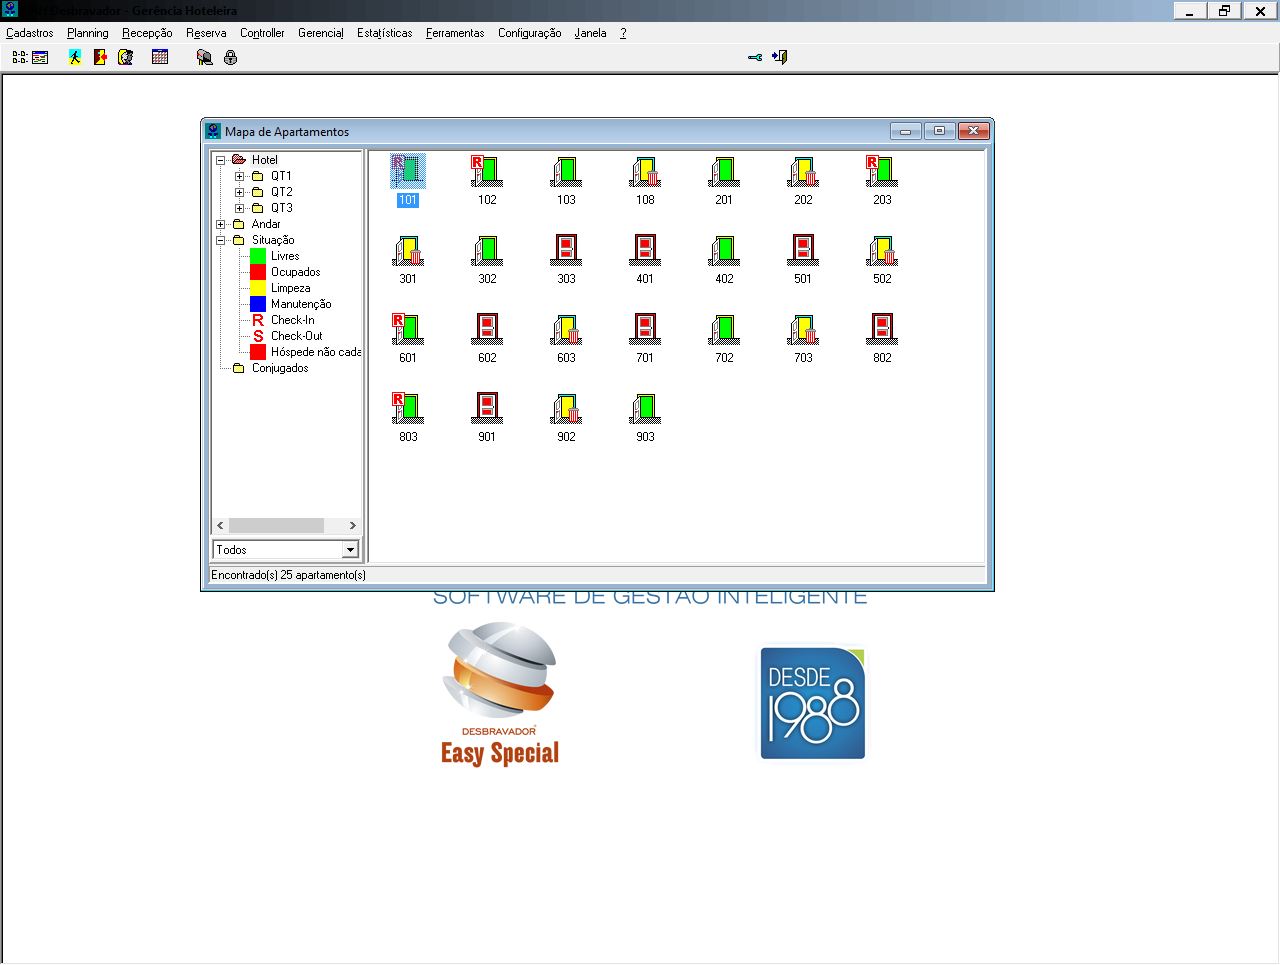 Desbravador - Gerência Hoteleira
Cadastros Planning Recepção Reserva Controller Gerencial Estatísticas Ferramentas Configuração Janela ?
Mapa de Apartamentos
Hotel
QT1
QT2
QT3
Andar
Situação
Livres
Ocupados
Limpeza
Manutenção
R Check-In
S Check-Out
Hóspede não cada
Conjugados
Todos
R R R
101 102 103 108 201 202 203
301 302 303 401 402 501 502
R
601 602 603 701 702 703 802
R
803 901 902 903
Encontrado(s) 25 apartamento(s)
SOFTWARE DE GESTÃO INTELIGENTE
DESBRAVADOR®
Easy Special
DESDE
1988